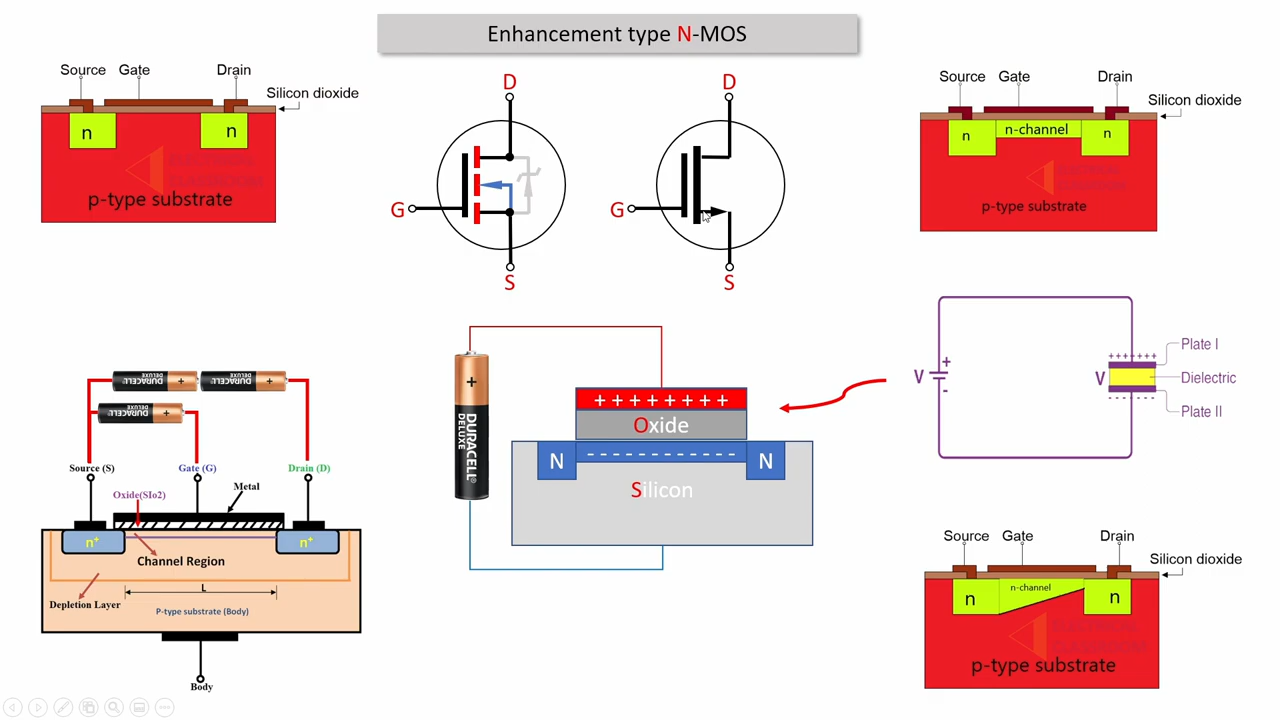 Enhancement type N-MOS
Source Gate Drain
Silicon dioxide
n n
p-type substrate
D
G
S
D
G
S
Source Gate Drain
Silicon dioxide
n n-channel n
p-type substrate
DURACELL DELUXE + DURACELL DELUXE +
DURACELL DELUXE +
Source (S) Gate (G) Drain (D)
Metal
Oxide(SIo2)
n+ n+
Channel Region
L
Depletion Layer
P-type substrate (Body)
Body
+
DURACELL
DELUXE
+ + + + + + + +
Oxide
- - - - - - - - - - - -
N N
Silicon
V + -
+++++++
Plate I
V Dielectric
- - - - - -
Plate II
Source Gate Drain
Silicon dioxide
n n-channel n
p-type substrate